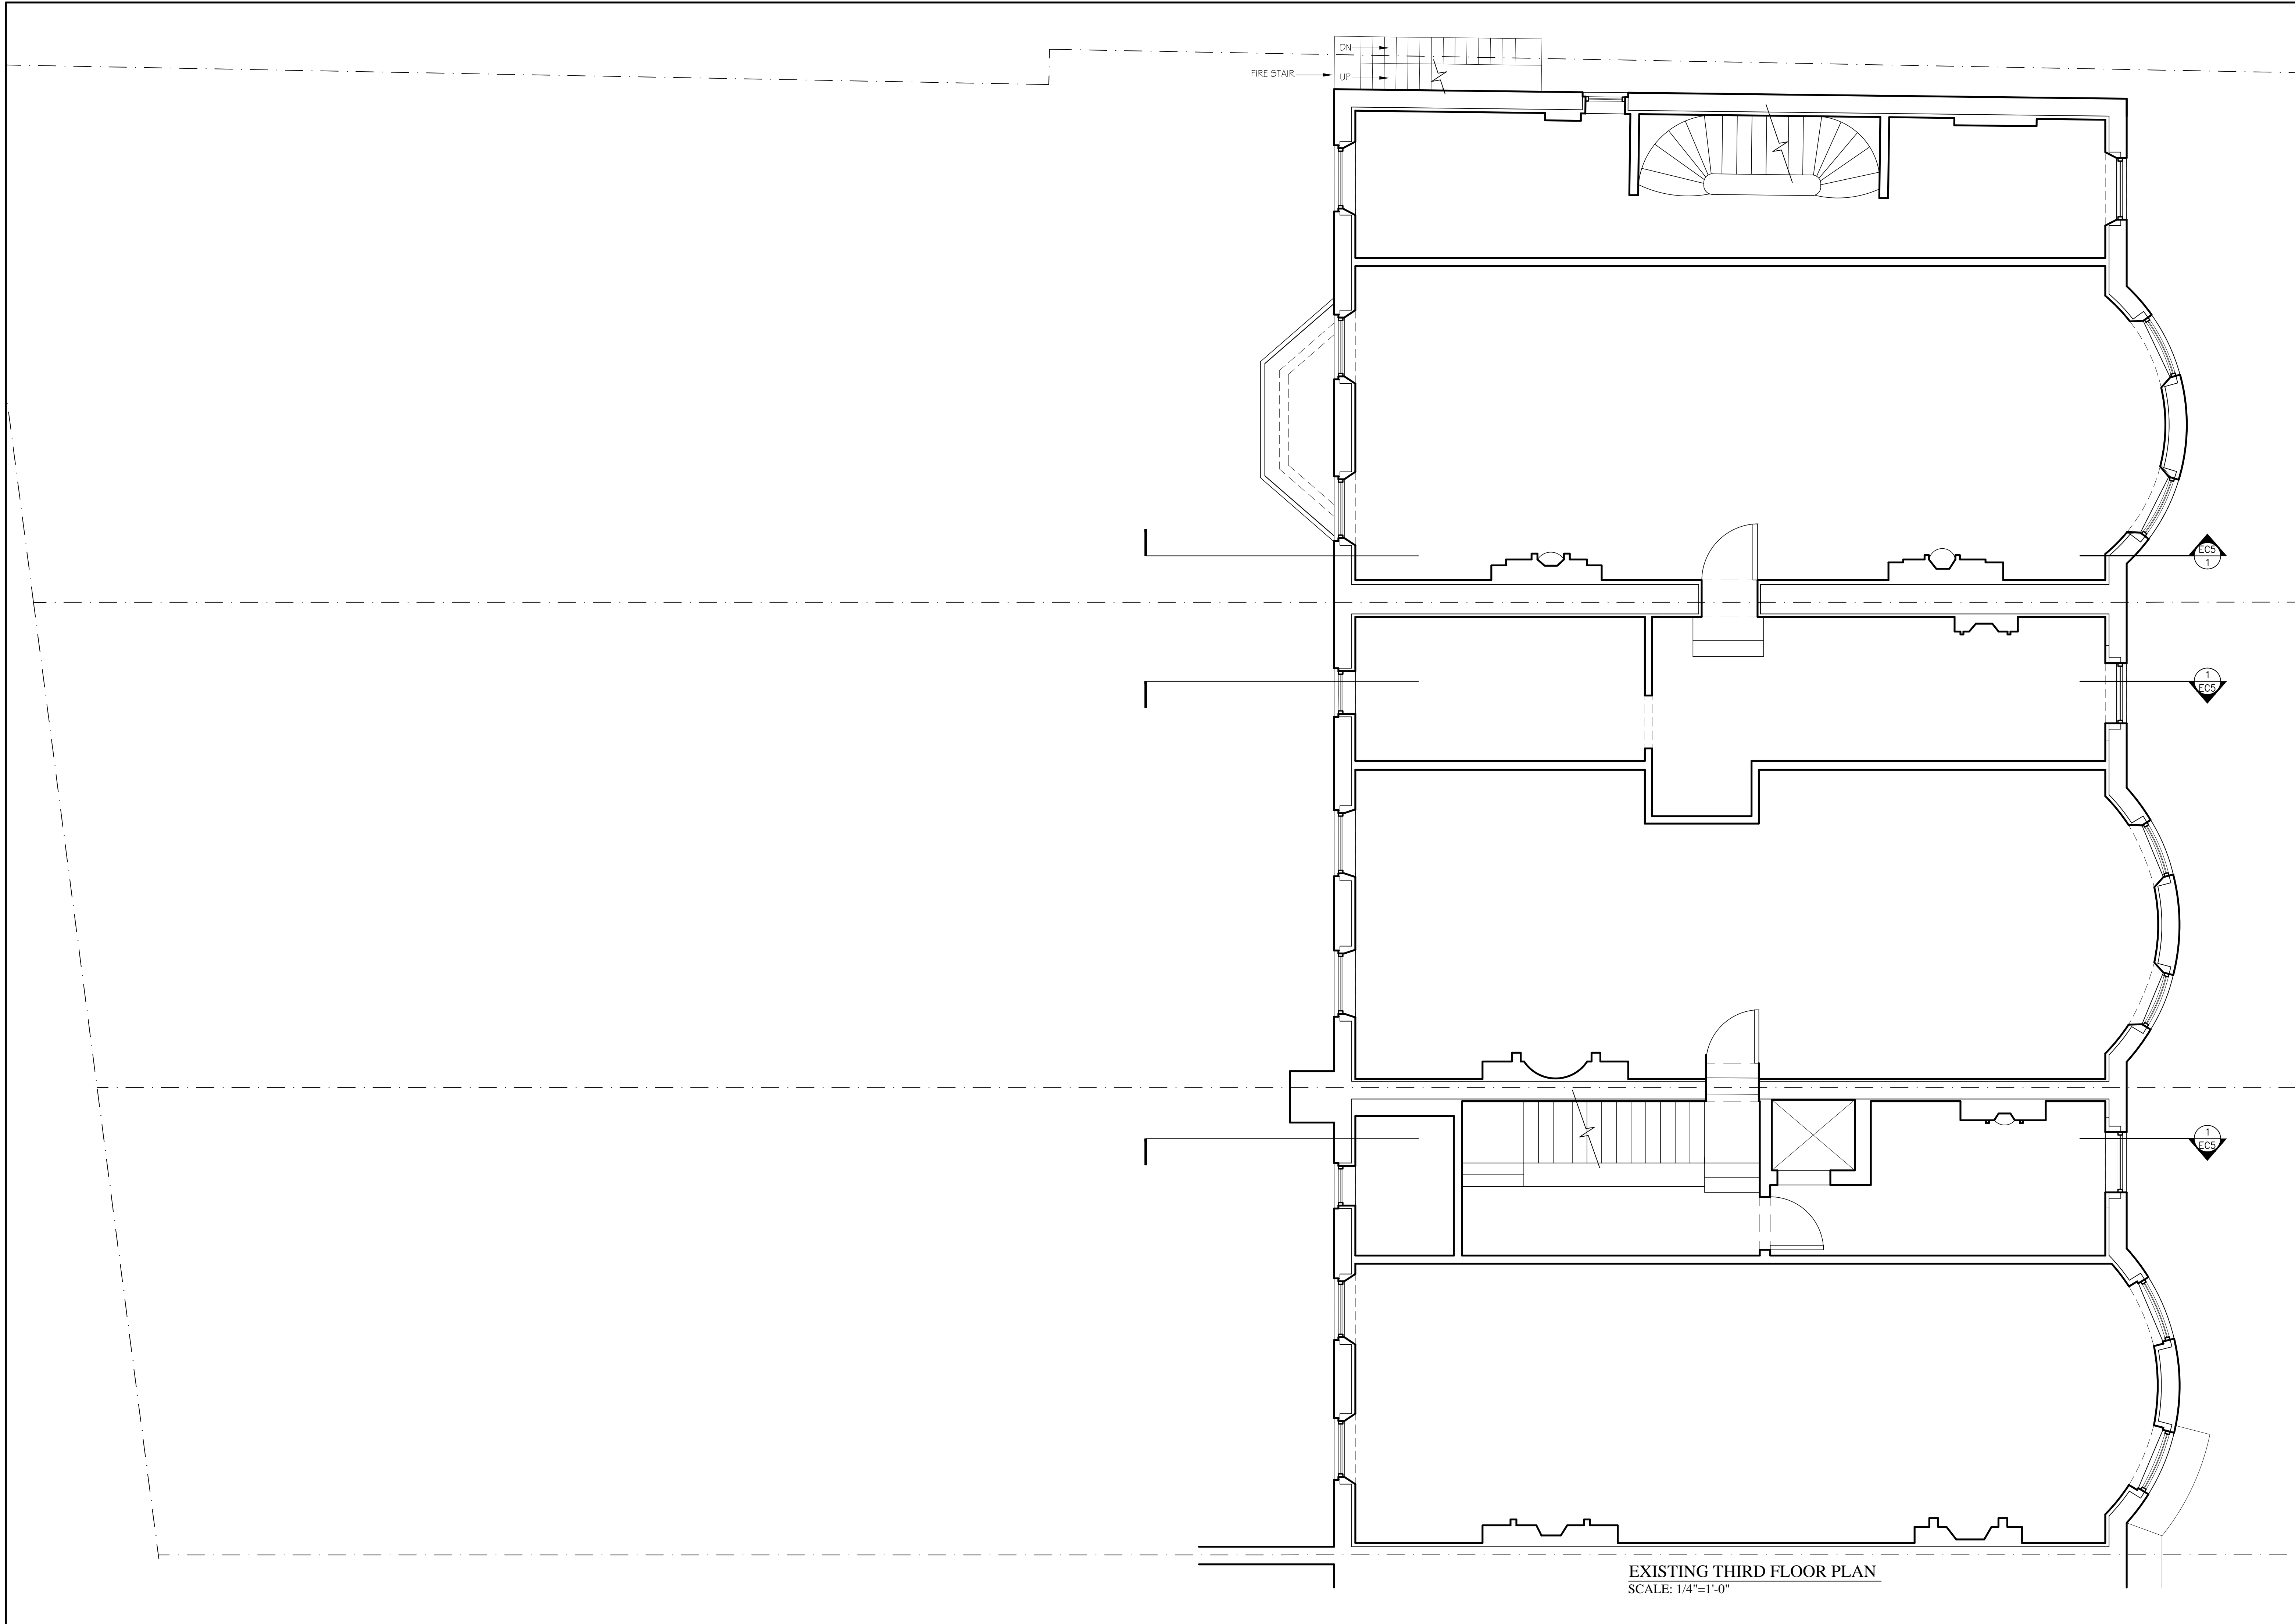 DN
FIRE STAIR
UP
EC5
1
1
EC5
1
EC5
EXISTING THIRD FLOOR PLAN
SCALE: 1/4"=1'-0"